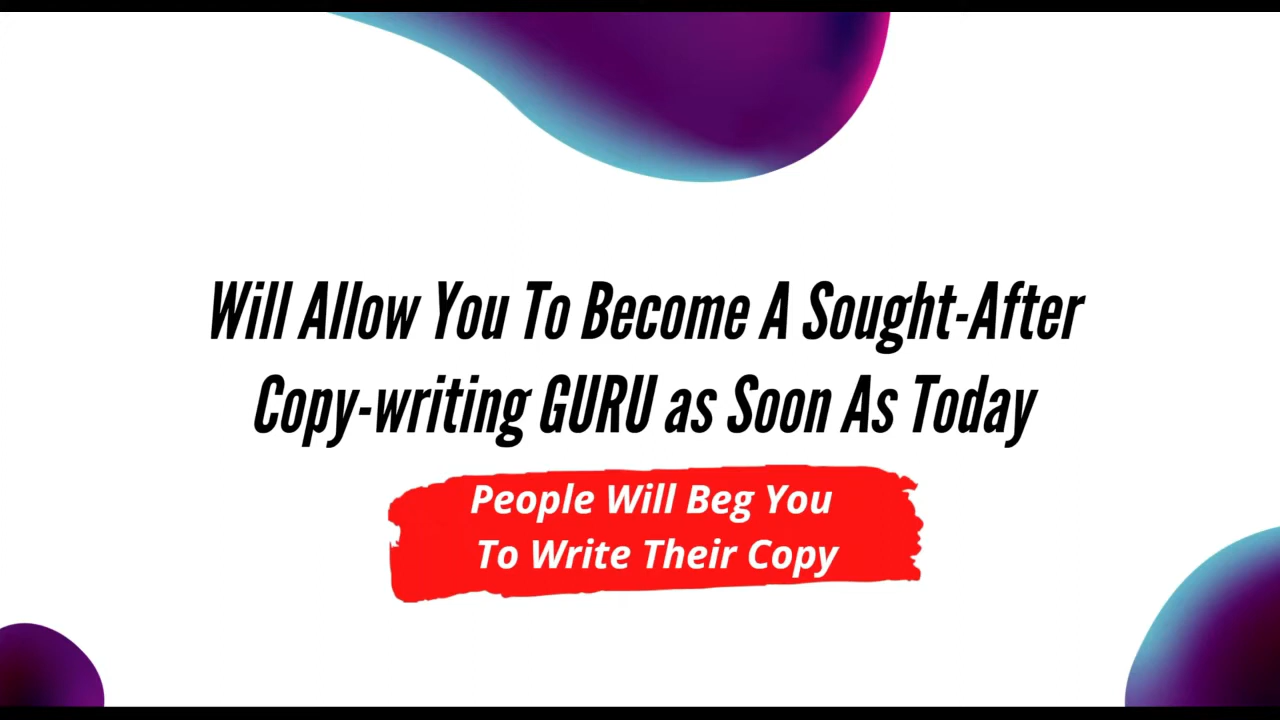 Will Allow You To Become A Sought-After
Copy-writing GURU as Soon As Today
People Will Beg You
To Write Their Copy